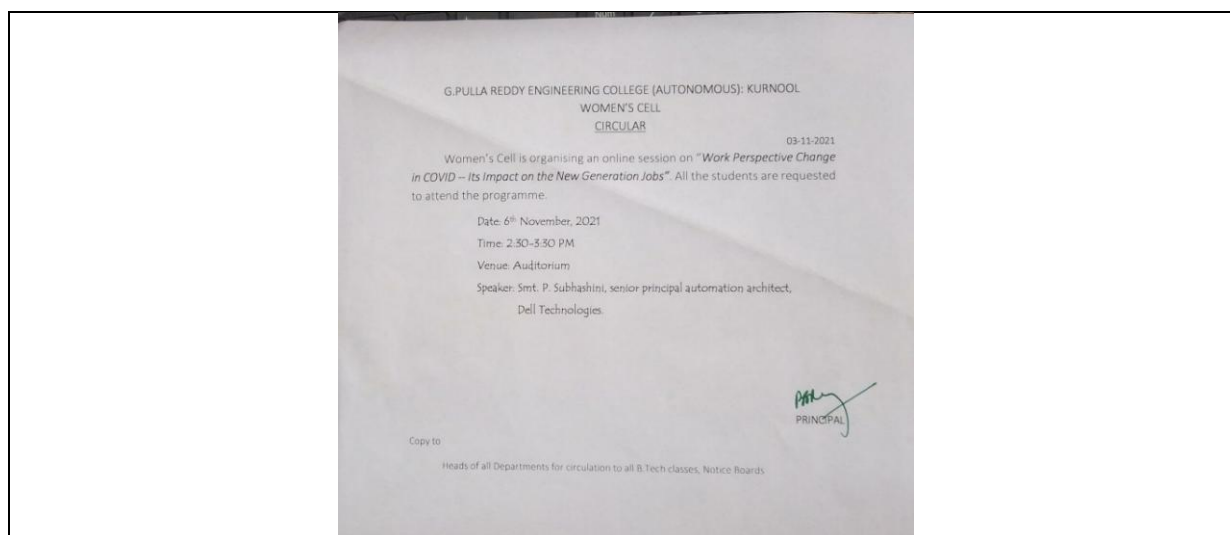 G.PULLA REDDY ENGINEERING COLLEGE (AUTONOMOUS): KURNOOL
WOMEN'S CELL
CIRCULAR
03-11-2021
Women's Cell is organising an online session on "Work Perspective Change
in COVID – Its Impact on the New Generation Jobs". All the students are requested
to attend the programme.
Date: 6th November, 2021
Time: 2:30–3:30 PM
Venue: Auditorium
Speaker: Smt. P. Subhashini, senior principal automation architect,
Dell Technologies.
PRINCIPAL
Copy to
Heads of all Departments for circulation to all B.Tech classes, Notice Boards